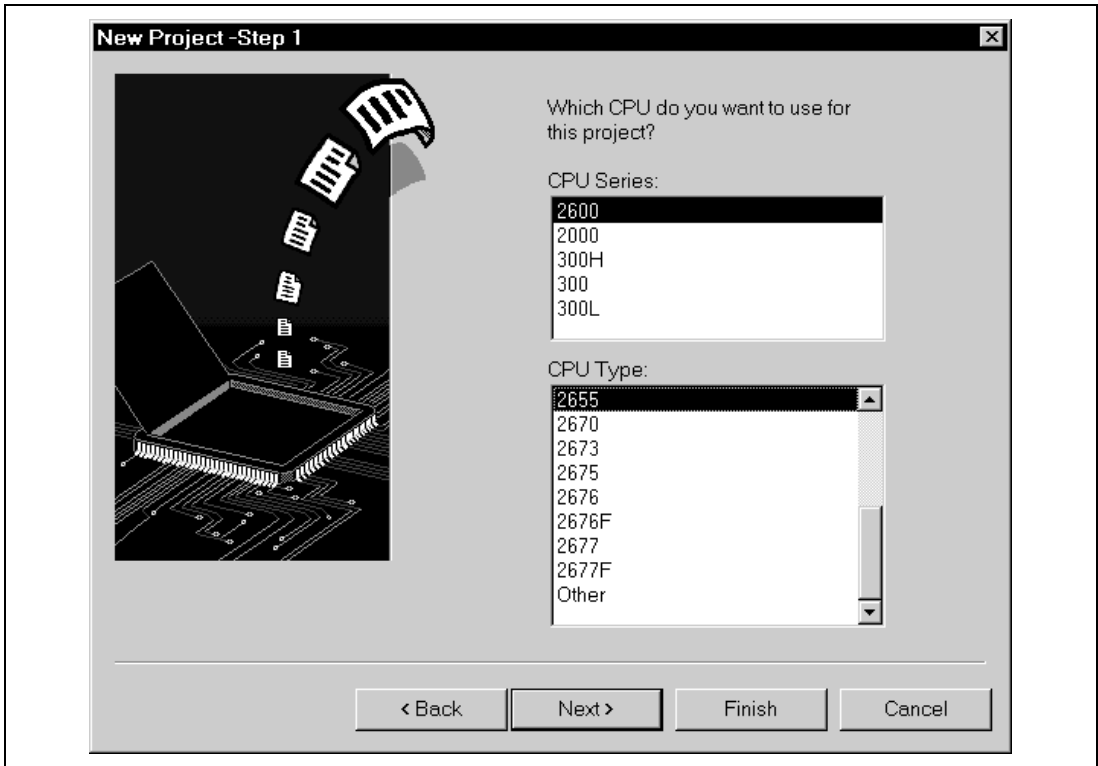 New Project -Step 1
Which CPU do you want to use for
this project?
CPU Series:
2600
2000
300H
300
300L
CPU Type:
2655
2670
2673
2675
2676
2676F
2677
2677F
Other
< Back
Next >
Finish
Cancel